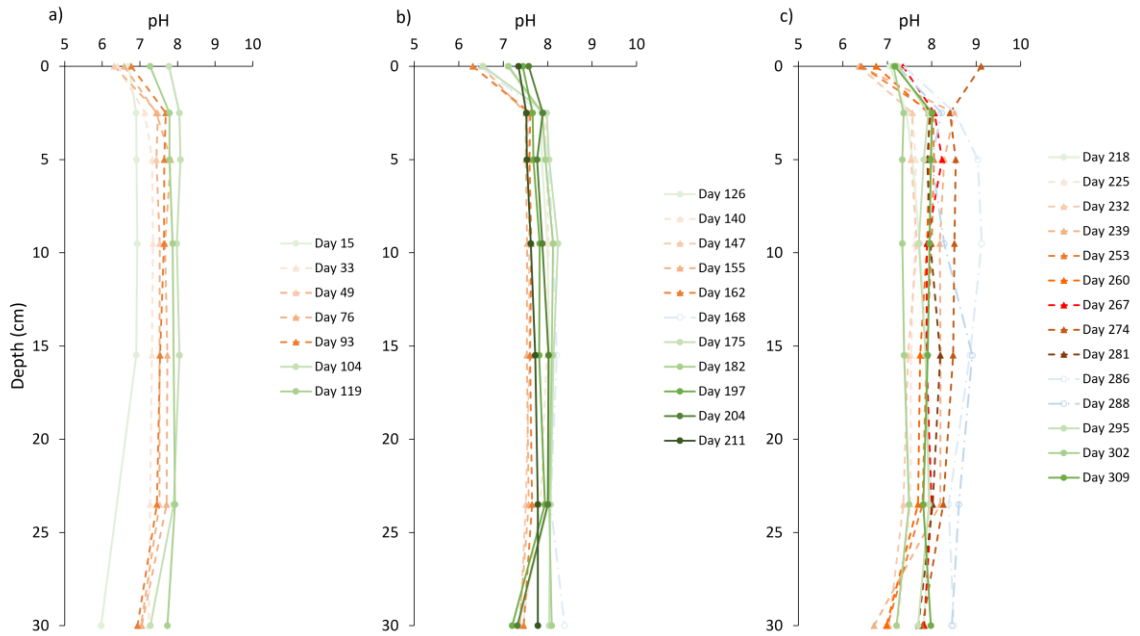 a)
pH
5 6 7 8 9 10
0
5
10
15
20
25
30
Depth (cm)
Day 15
Day 33
Day 49
Day 76
Day 93
Day 104
Day 119
b)
pH
5 6 7 8 9 10
0
5
10
15
20
25
30
Day 126
Day 140
Day 147
Day 155
Day 162
Day 168
Day 175
Day 182
Day 197
Day 204
Day 211
c)
pH
5 6 7 8 9 10
0
5
10
15
20
25
30
Day 218
Day 225
Day 232
Day 239
Day 253
Day 260
Day 267
Day 274
Day 281
Day 286
Day 288
Day 295
Day 302
Day 309